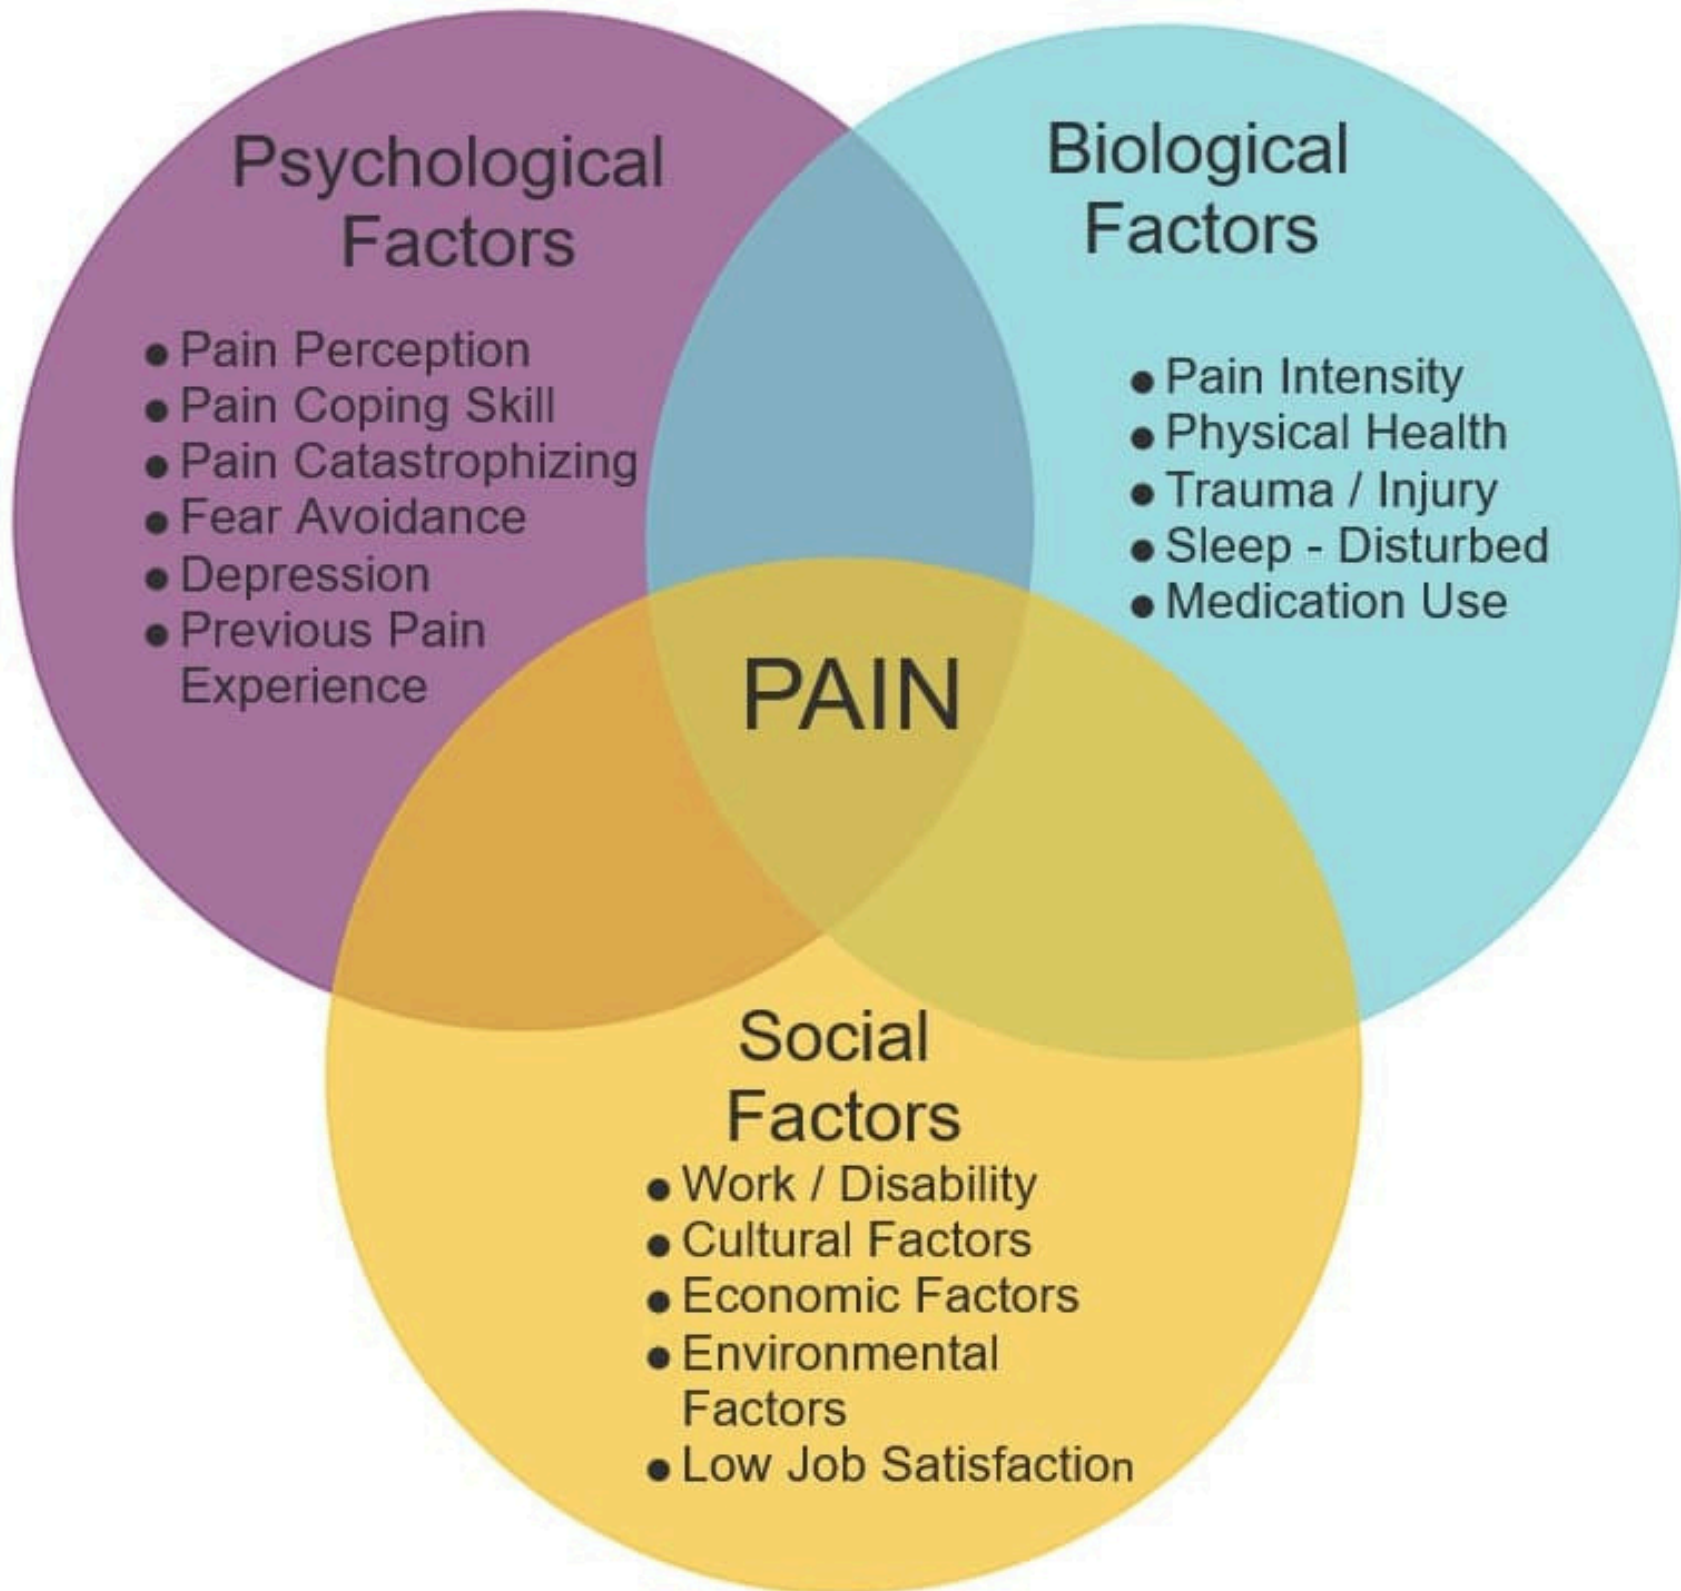 Psychological
Factors
● Pain Perception
● Pain Coping Skill
● Pain Catastrophizing
● Fear Avoidance
● Depression
● Previous Pain
Experience
Biological
Factors
● Pain Intensity
● Physical Health
● Trauma / Injury
● Sleep - Disturbed
● Medication Use
PAIN
Social
Factors
● Work / Disability
● Cultural Factors
● Economic Factors
● Environmental
Factors
● Low Job Satisfaction